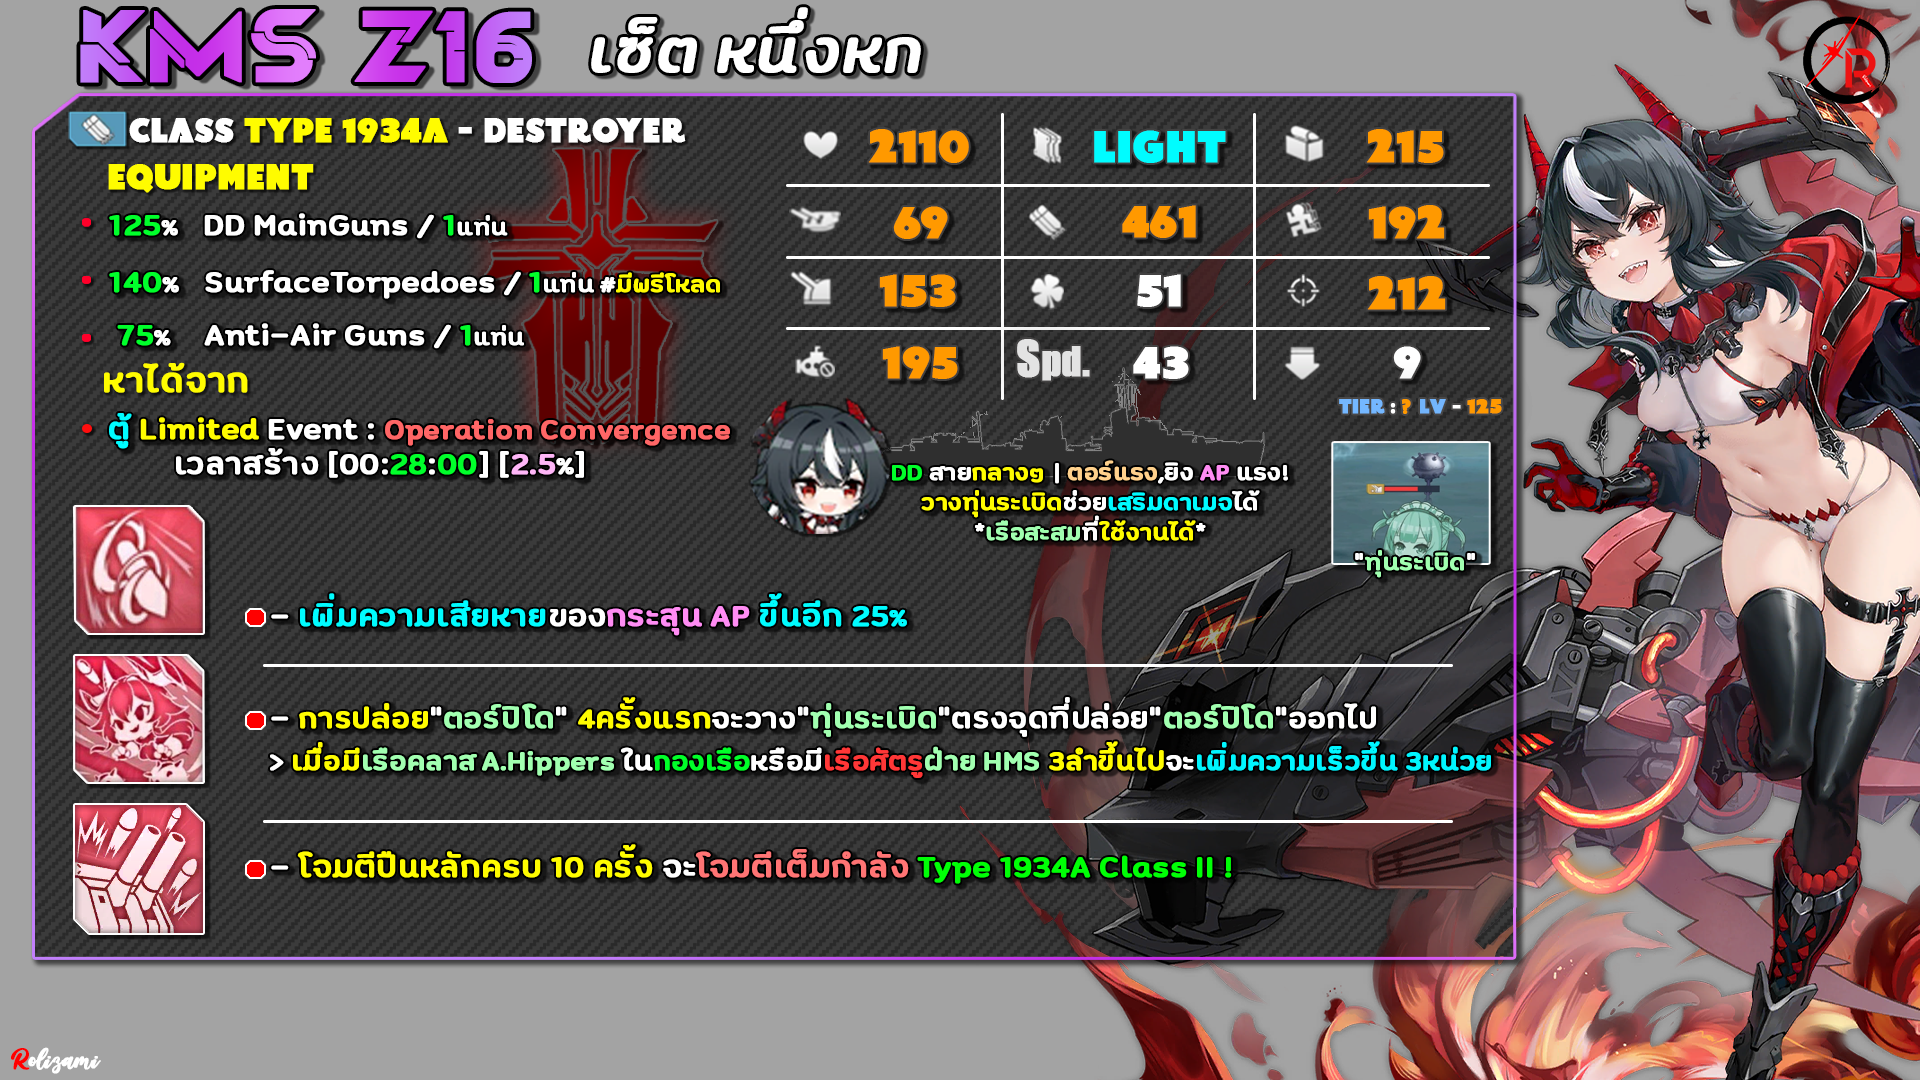 KMS Z16 เซ็ต หนึ่งหก
CLASS TYPE 1934A - DESTROYER
EQUIPMENT
125% DD MainGuns / 1แท่น
140% SurfaceTorpedoes / 1แท่น #มีพรีโหลด
75% Anti-Air Guns / 1แท่น
หาได้จาก
ตู้ Limited Event : Operation Convergence
เวลาสร้าง [00:28:00] [2.5%]
2110 LIGHT 215
69 461 192
153 51 212
195 Spd. 43 9
TIER : ? LV - 125
DD สายกลางๆ | ตอร์แรง,ยิง AP แรง!
วางทุ่นระเบิดช่วยเสริมดาเมจได้
*เรือสะสมที่ใช้งานได้*
"ทุ่นระเบิด"
- เพิ่มความเสียหายของกระสุน AP ขึ้นอีก 25%
- การปล่อย"ตอร์ปิโด" 4ครั้งแรกจะวาง"ทุ่นระเบิด"ตรงจุดที่ปล่อย"ตอร์ปิโด"ออกไป
> เมื่อมีเรือคลาส A.Hippers ในกองเรือหรือมีเรือศัตรูฝ่าย HMS 3ลำขึ้นไปจะเพิ่มความเร็วขึ้น 3หน่วย
- โจมตีปืนหลักครบ 10 ครั้ง จะโจมตีเต็มกำลัง Type 1934A Class II !
Rolizami
R